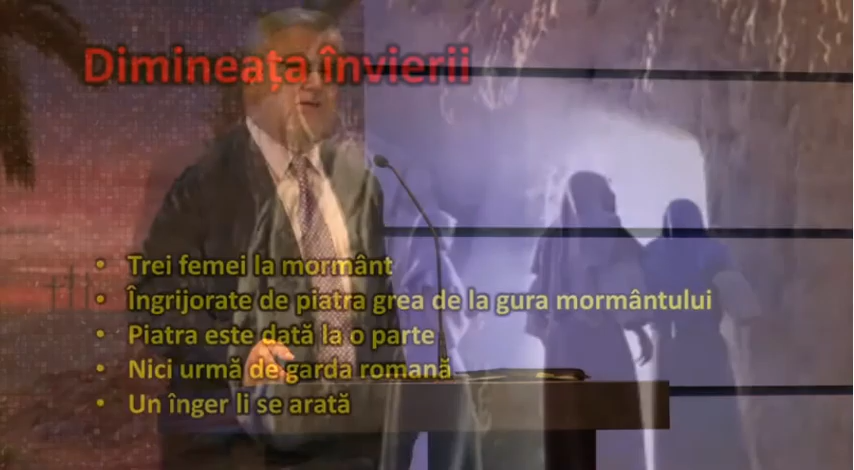 Dimineața învierii
• Trei femei la mormânt
• Îngrijorate de piatra grea de la gura mormântului
• Piatra este dată la o parte
• Nici urmă de garda romană
• Un înger li se arată